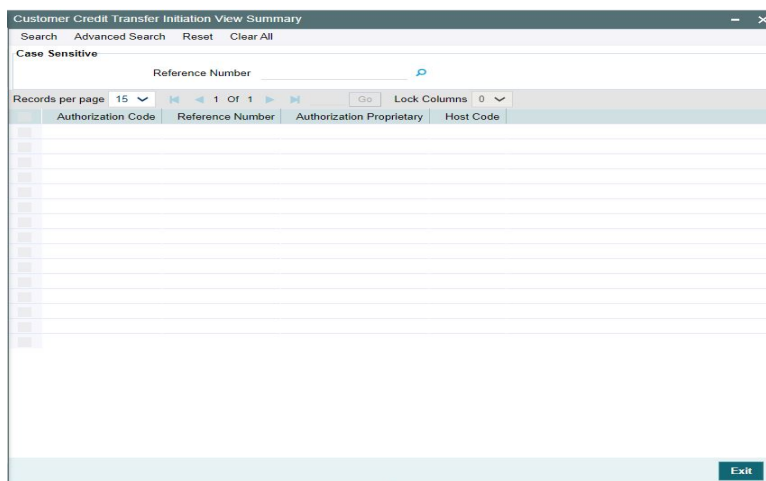 Customer Credit Transfer Initiation View Summary
Search Advanced Search Reset Clear All
Case Sensitive
Reference Number
Records per page 15 1 Of 1 Go Lock Columns 0
Authorization Code Reference Number Authorization Proprietary Host Code
Exit